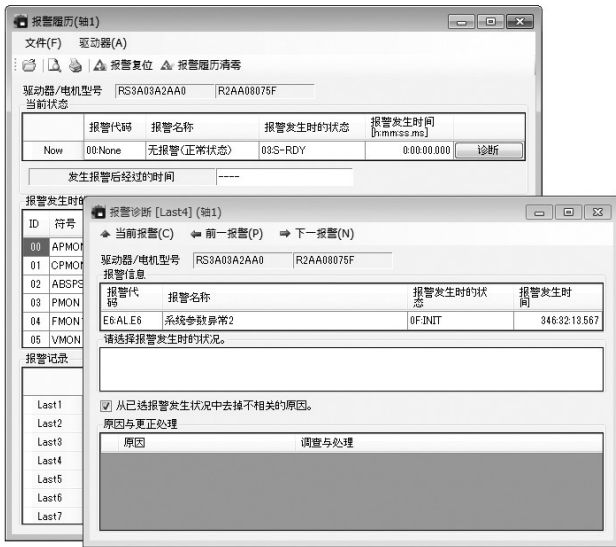 报警履历(轴1)
文件(F) 驱动器(A)
报警复位 报警履历清零
驱动器/电机型号 RS3A03A2AA0 R2AA08075F
当前状态
报警代码 报警名称 报警发生时的状态 报警发生时间[h:mm:ss.ms]
Now 00:None 无报警(正常状态) 03:S-RDY 0:00:00.000 诊断
发生报警后经过的时间 ----
报警发生时的
ID 符号
00 APMON
01 CPMON
02 ABSPS
03 PMON
04 FMON1
05 VMON
报警记录
Last1
Last2
Last3
Last4
Last5
Last6
Last7
报警诊断 [Last4] (轴1)
当前报警(C) 前一报警(P) 下一报警(N)
驱动器/电机型号 RS3A03A2AA0 R2AA08075F
报警信息
报警代码 报警名称 报警发生时的状态 报警发生时间
E6:AL.E6 系统参数异常2 0F:INIT 346:32:13.567
请选择报警发生时的状况。
从已选报警发生状况中去掉不相关的原因。
原因与更正处理
原因 调查与处理